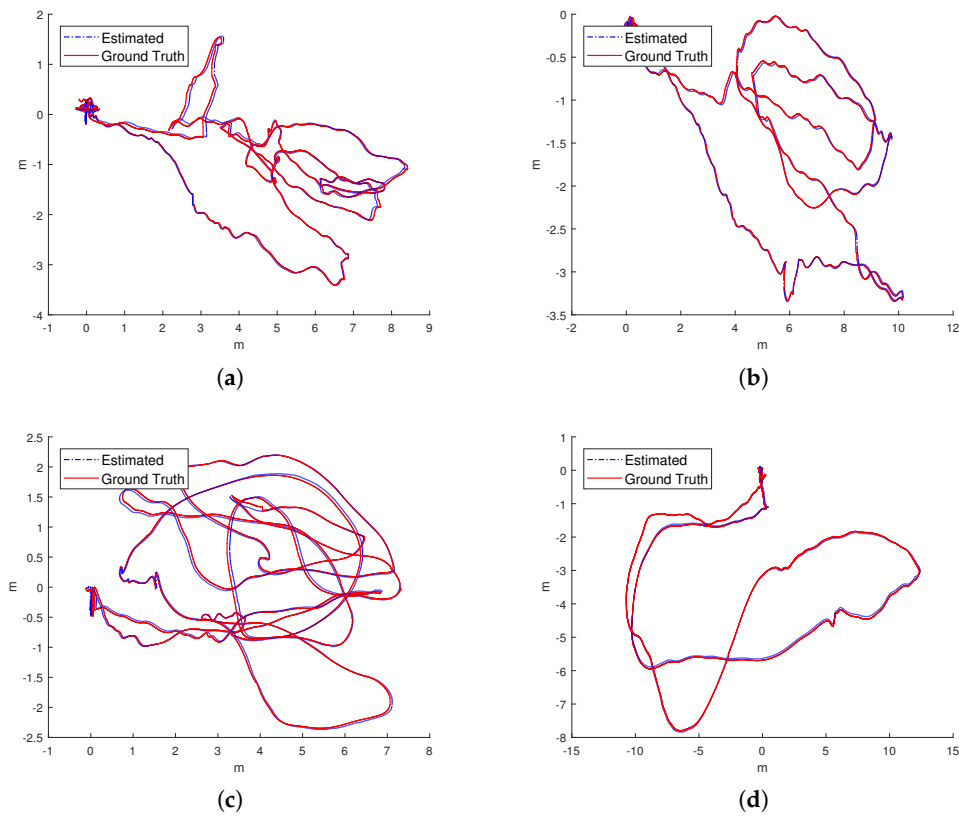 2
1
0
-1
-2
-3
-4
-1 0 1 2 3 4 5 6 7 8 9
m
m
Estimated
Ground Truth
(a)
0
-0.5
-1
-1.5
-2
-2.5
-3
-3.5
-2 0 2 4 6 8 10 12
m
m
Estimated
Ground Truth
(b)
2.5
2
1.5
1
0.5
0
-0.5
-1
-1.5
-2
-2.5
-1 0 1 2 3 4 5 6 7 8
m
m
Estimated
Ground Truth
(c)
1
0
-1
-2
-3
-4
-5
-6
-7
-8
-15 -10 -5 0 5 10 15
m
m
Estimated
Ground Truth
(d)